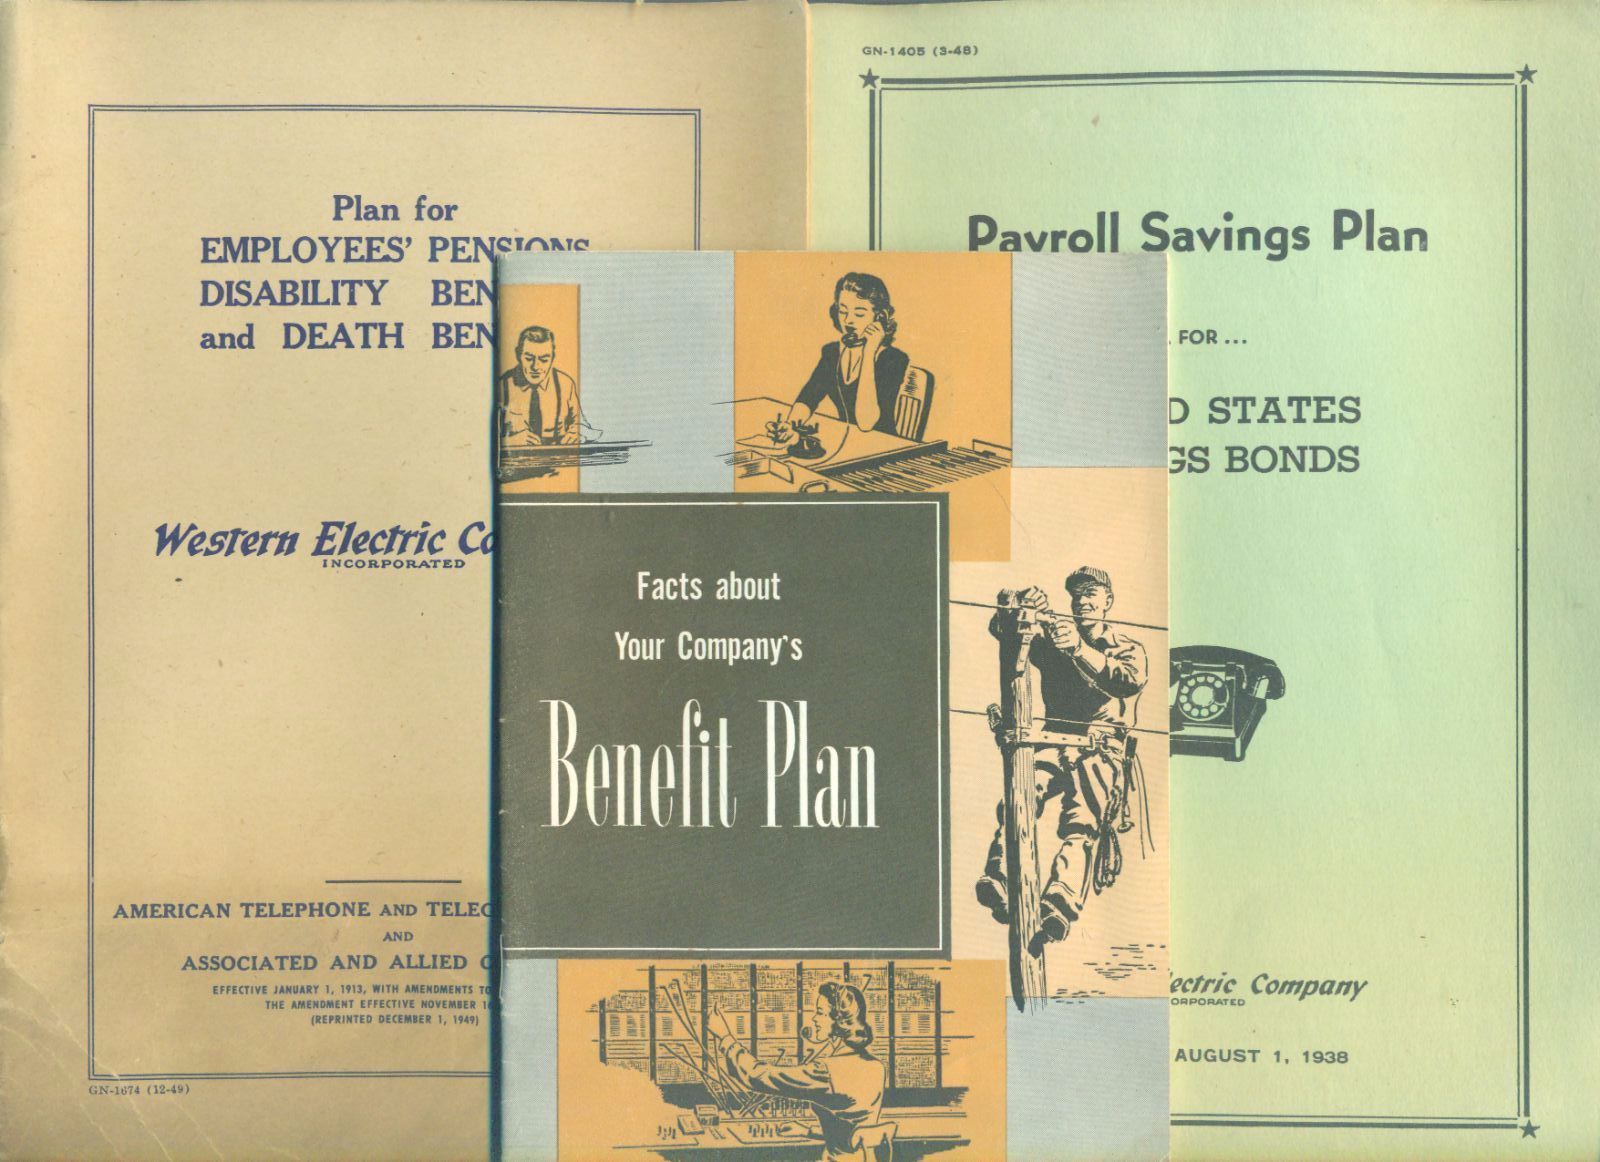 Plan for
EMPLOYEES' PENSIONS
DISABILITY BEN
and DEATH BEN
Western Electric Co
INCORPORATED
AMERICAN TELEPHONE AND TELEG
AND
ASSOCIATED AND ALLIED C
EFFECTIVE JANUARY 1, 1913, WITH AMENDMENTS TO
THE AMENDMENT EFFECTIVE NOVEMBER 16
(REPRINTED DECEMBER 1, 1949)
GN-1674 (12-49)
Facts about
Your Company's
Benefit Plan
GN-1405 (3-48)
Payroll Savings Plan
FOR ...
D STATES
GS BONDS
ectric Company
ORPORATED
AUGUST 1, 1938